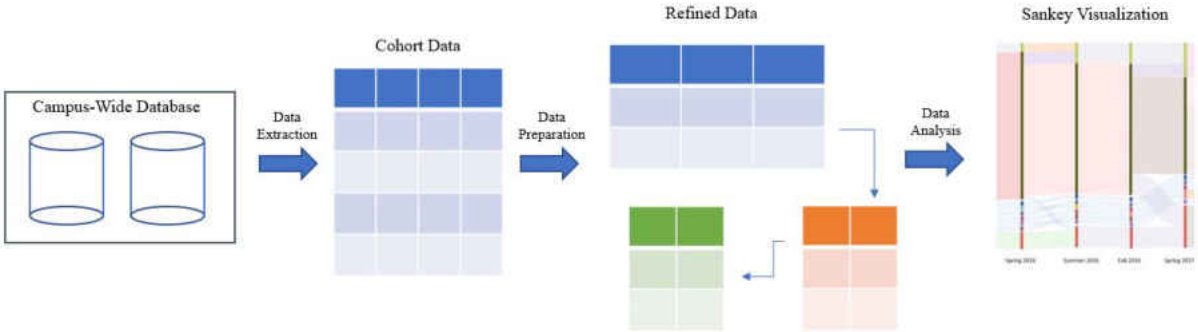 Refined Data
Sankey Visualization
Cohort Data
Campus-Wide Database
Data
Extraction
Data
Preparation
Data
Analysis
Spring 2016
Summer 2016
Fall 2016
Spring 2017